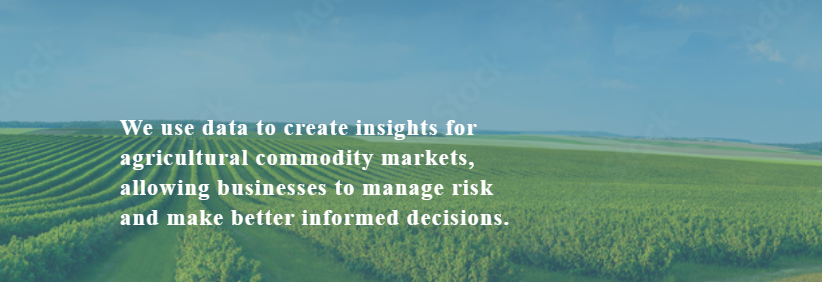 We use data to create insights for
agricultural commodity markets,
allowing businesses to manage risk
and make better informed decisions.